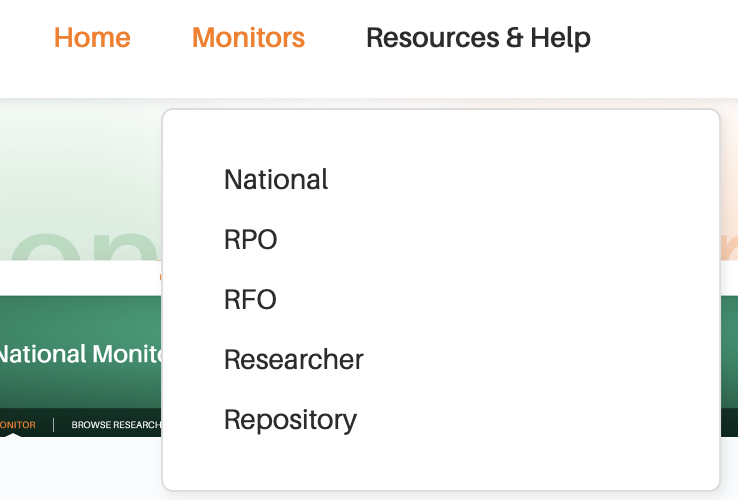 Home Monitors Resources & Help
National
RPO
RFO
Researcher
National Monito
Repository
ONITOR | BROWSE RESEARCH